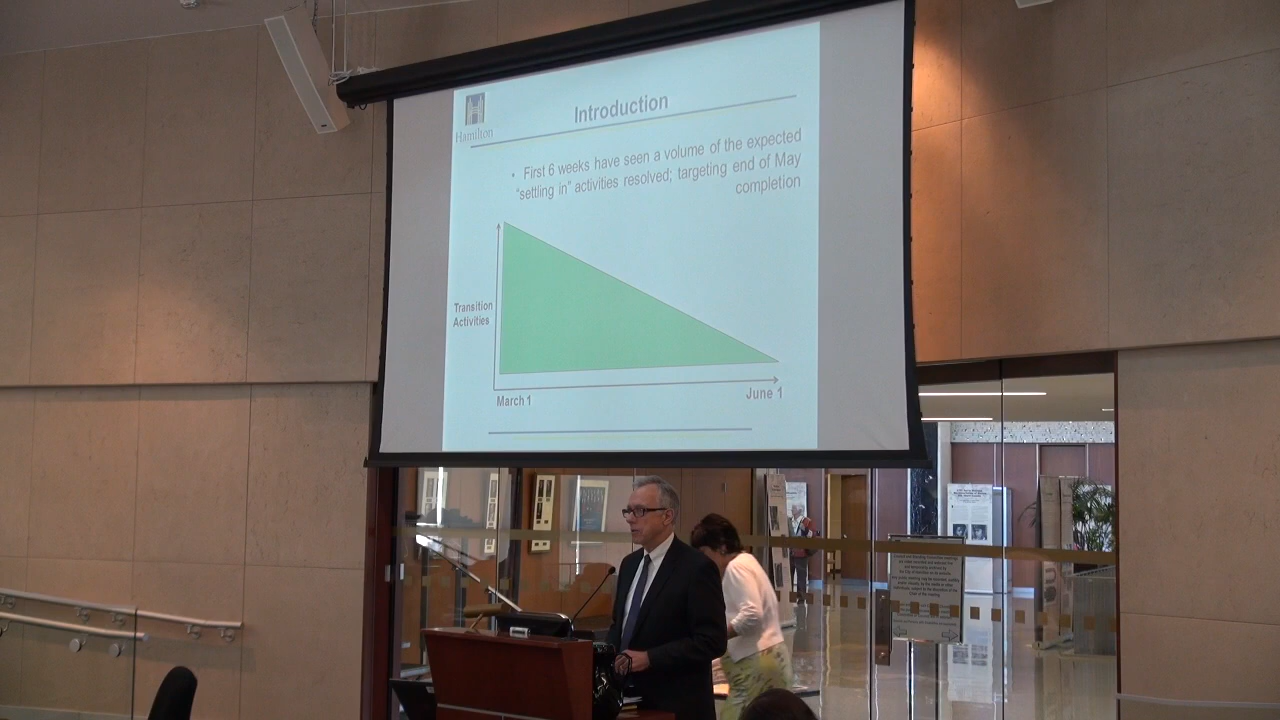 Hamilton
Introduction
• First 6 weeks have seen a volume of the expected
"settling in" activities resolved; targeting end of May
completion
Transition
Activities
March 1
June 1